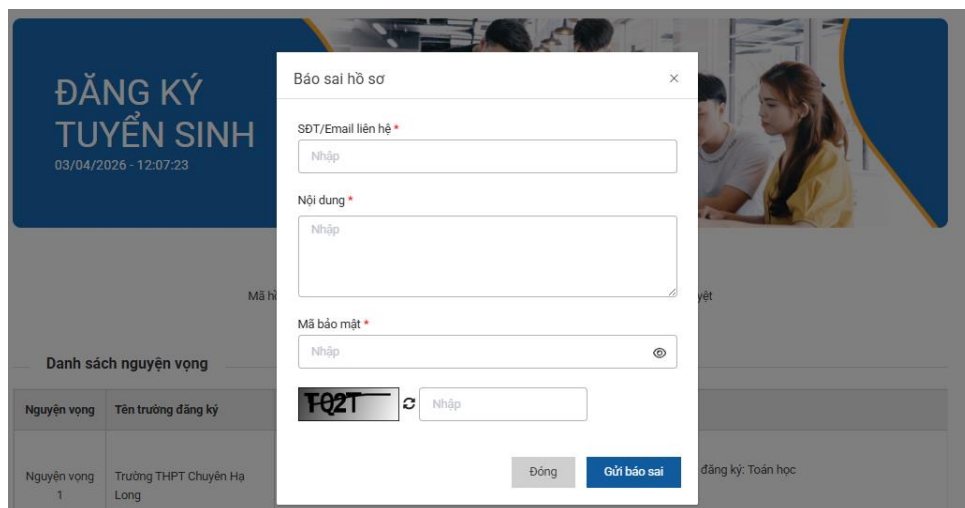 ĐĂNG KÝ
TUYỂN SINH
03/04/2026 - 12:07:23
Báo sai hồ sơ
×
SĐT/Email liên hệ *
Nhập
Nội dung *
Nhập
Mã bảo mật *
Nhập
TQ2T
Nhập
Đóng
Gửi báo sai
Mã
Danh sách nguyện vọng
Nguyện vọng
Tên trường đăng ký
Nguyện vọng
1
Trường THPT Chuyên Hạ
Long
đăng ký: Toán học